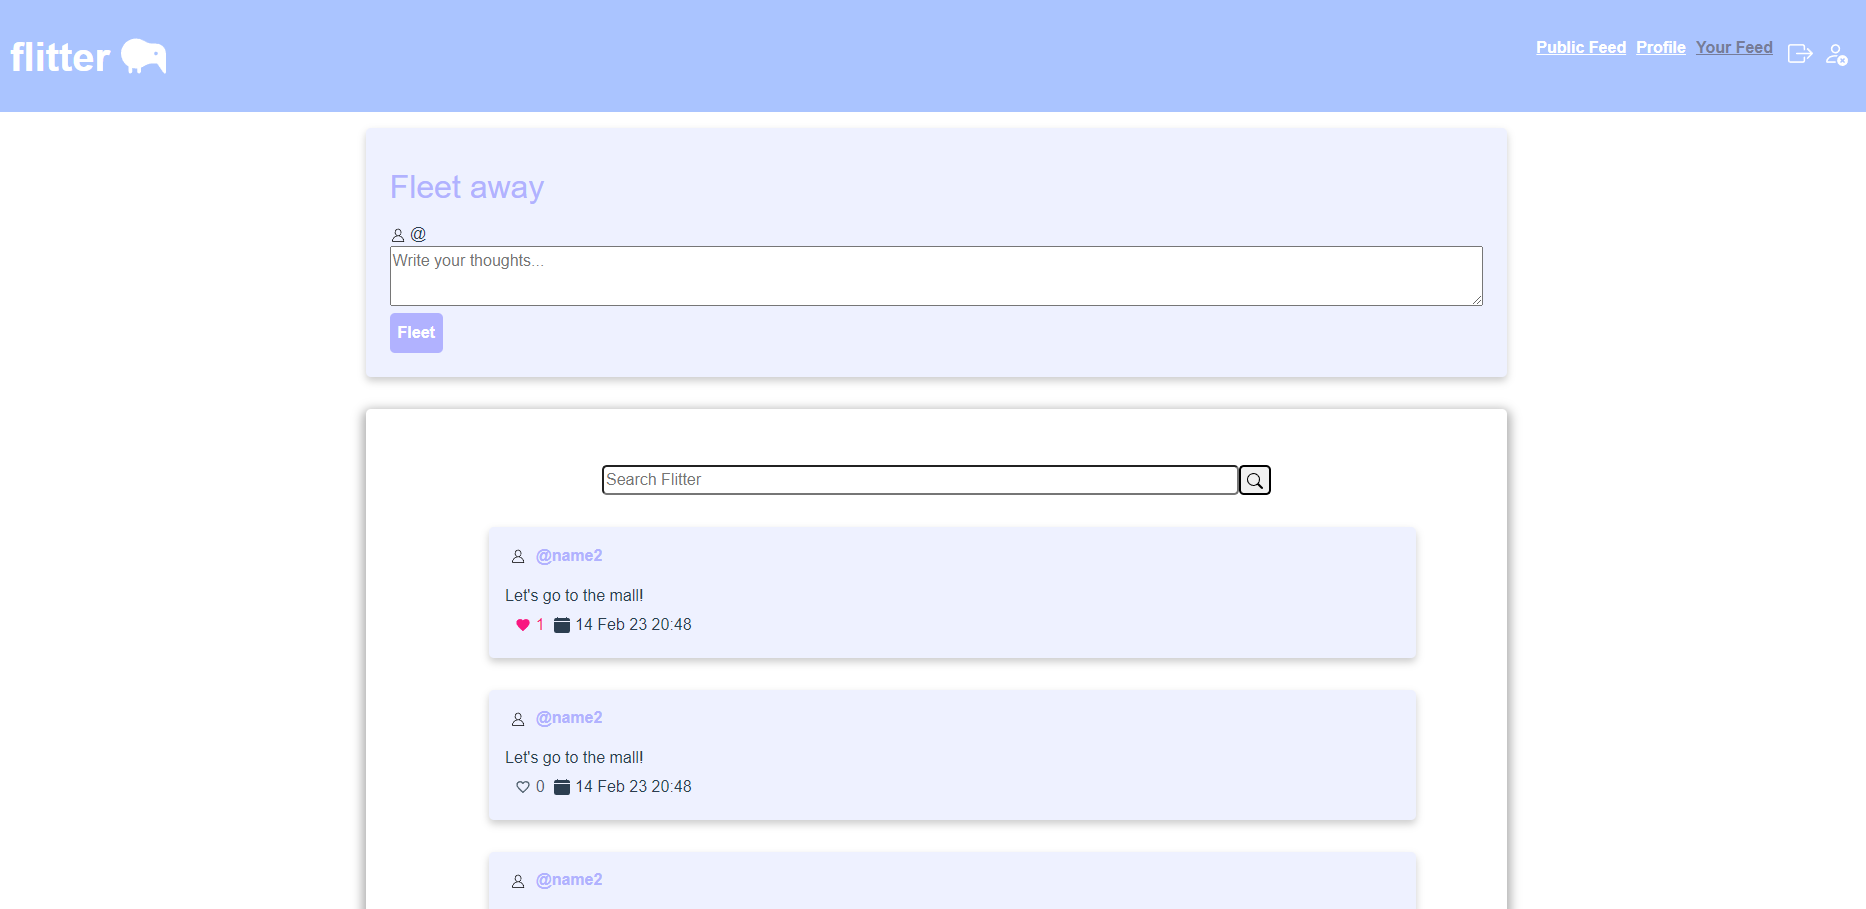 flitter
Public Feed Profile Your Feed
Fleet away
@
Write your thoughts...
Fleet
Search Flitter
@name2
Let's go to the mall!
1 14 Feb 23 20:48
@name2
Let's go to the mall!
0 14 Feb 23 20:48
@name2